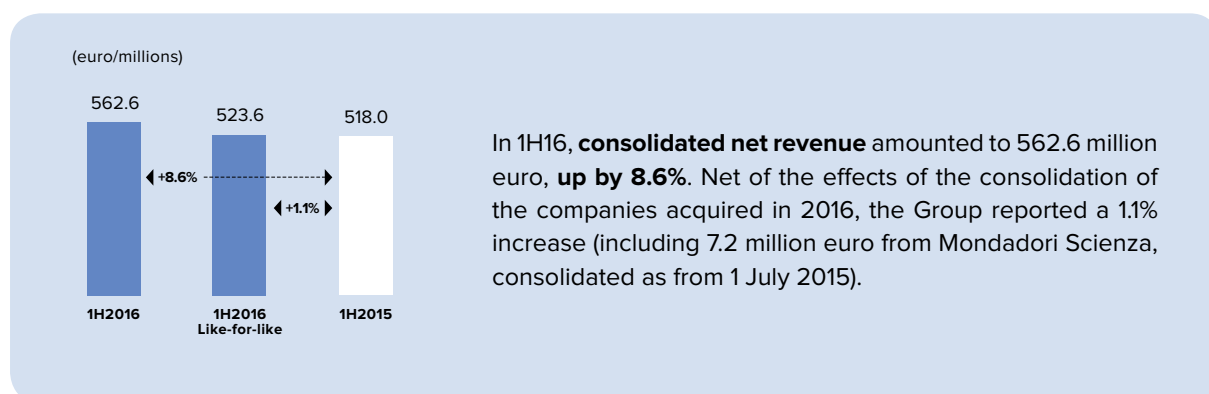 (euro/millions)
562.6
523.6
518.0
+8.6%
+1.1%
1H2016
1H2016
Like-for-like
1H2015
In 1H16, consolidated net revenue amounted to 562.6 million
euro, up by 8.6%. Net of the effects of the consolidation of
the companies acquired in 2016, the Group reported a 1.1%
increase (including 7.2 million euro from Mondadori Scienza,
consolidated as from 1 July 2015).